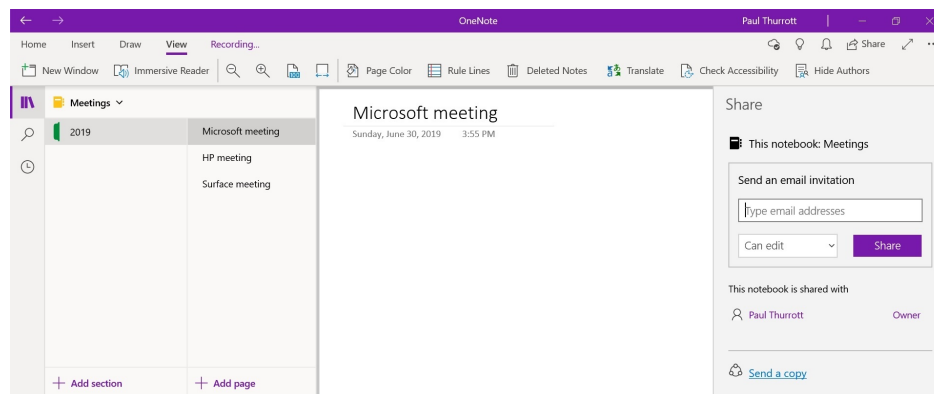 OneNote
Paul Thurrott
Home Insert Draw View Recording...
Share
New Window Immersive Reader Page Color Rule Lines Deleted Notes Translate Check Accessibility Hide Authors
Meetings
2019
Microsoft meeting
HP meeting
Surface meeting
Add section
Add page
Microsoft meeting
Sunday, June 30, 2019 3:55 PM
Share
This notebook: Meetings
Send an email invitation
Type email addresses
Can edit
Share
This notebook is shared with
Paul Thurrott Owner
Send a copy